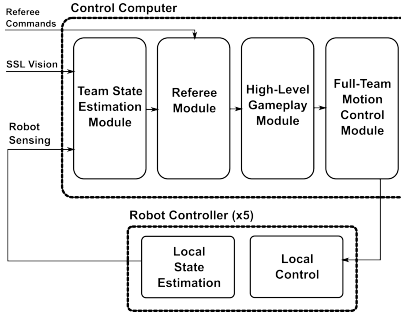 Control Computer
Referee
Commands
SSL Vision
Robot
Sensing
Team State
Estimation
Module
Referee
Module
High-Level
Gameplay
Module
Full-Team
Motion
Control
Module
Robot Controller (x5)
Local
State
Estimation
Local
Control